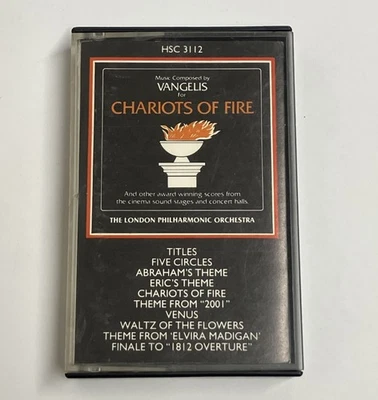 HSC 3112
Music Composed by
VANGELIS
for
CHARIOTS OF FIRE
And other award winning scores from
the cinema sound stages and concert halls.
THE LONDON PHILHARMONIC ORCHESTRA
TITLES
FIVE CIRCLES
ABRAHAM'S THEME
ERIC'S THEME
CHARIOTS OF FIRE
THEME FROM "2001"
VENUS
WALTZ OF THE FLOWERS
THEME FROM 'ELVIRA MADIGAN'
FINALE TO "1812 OVERTURE"